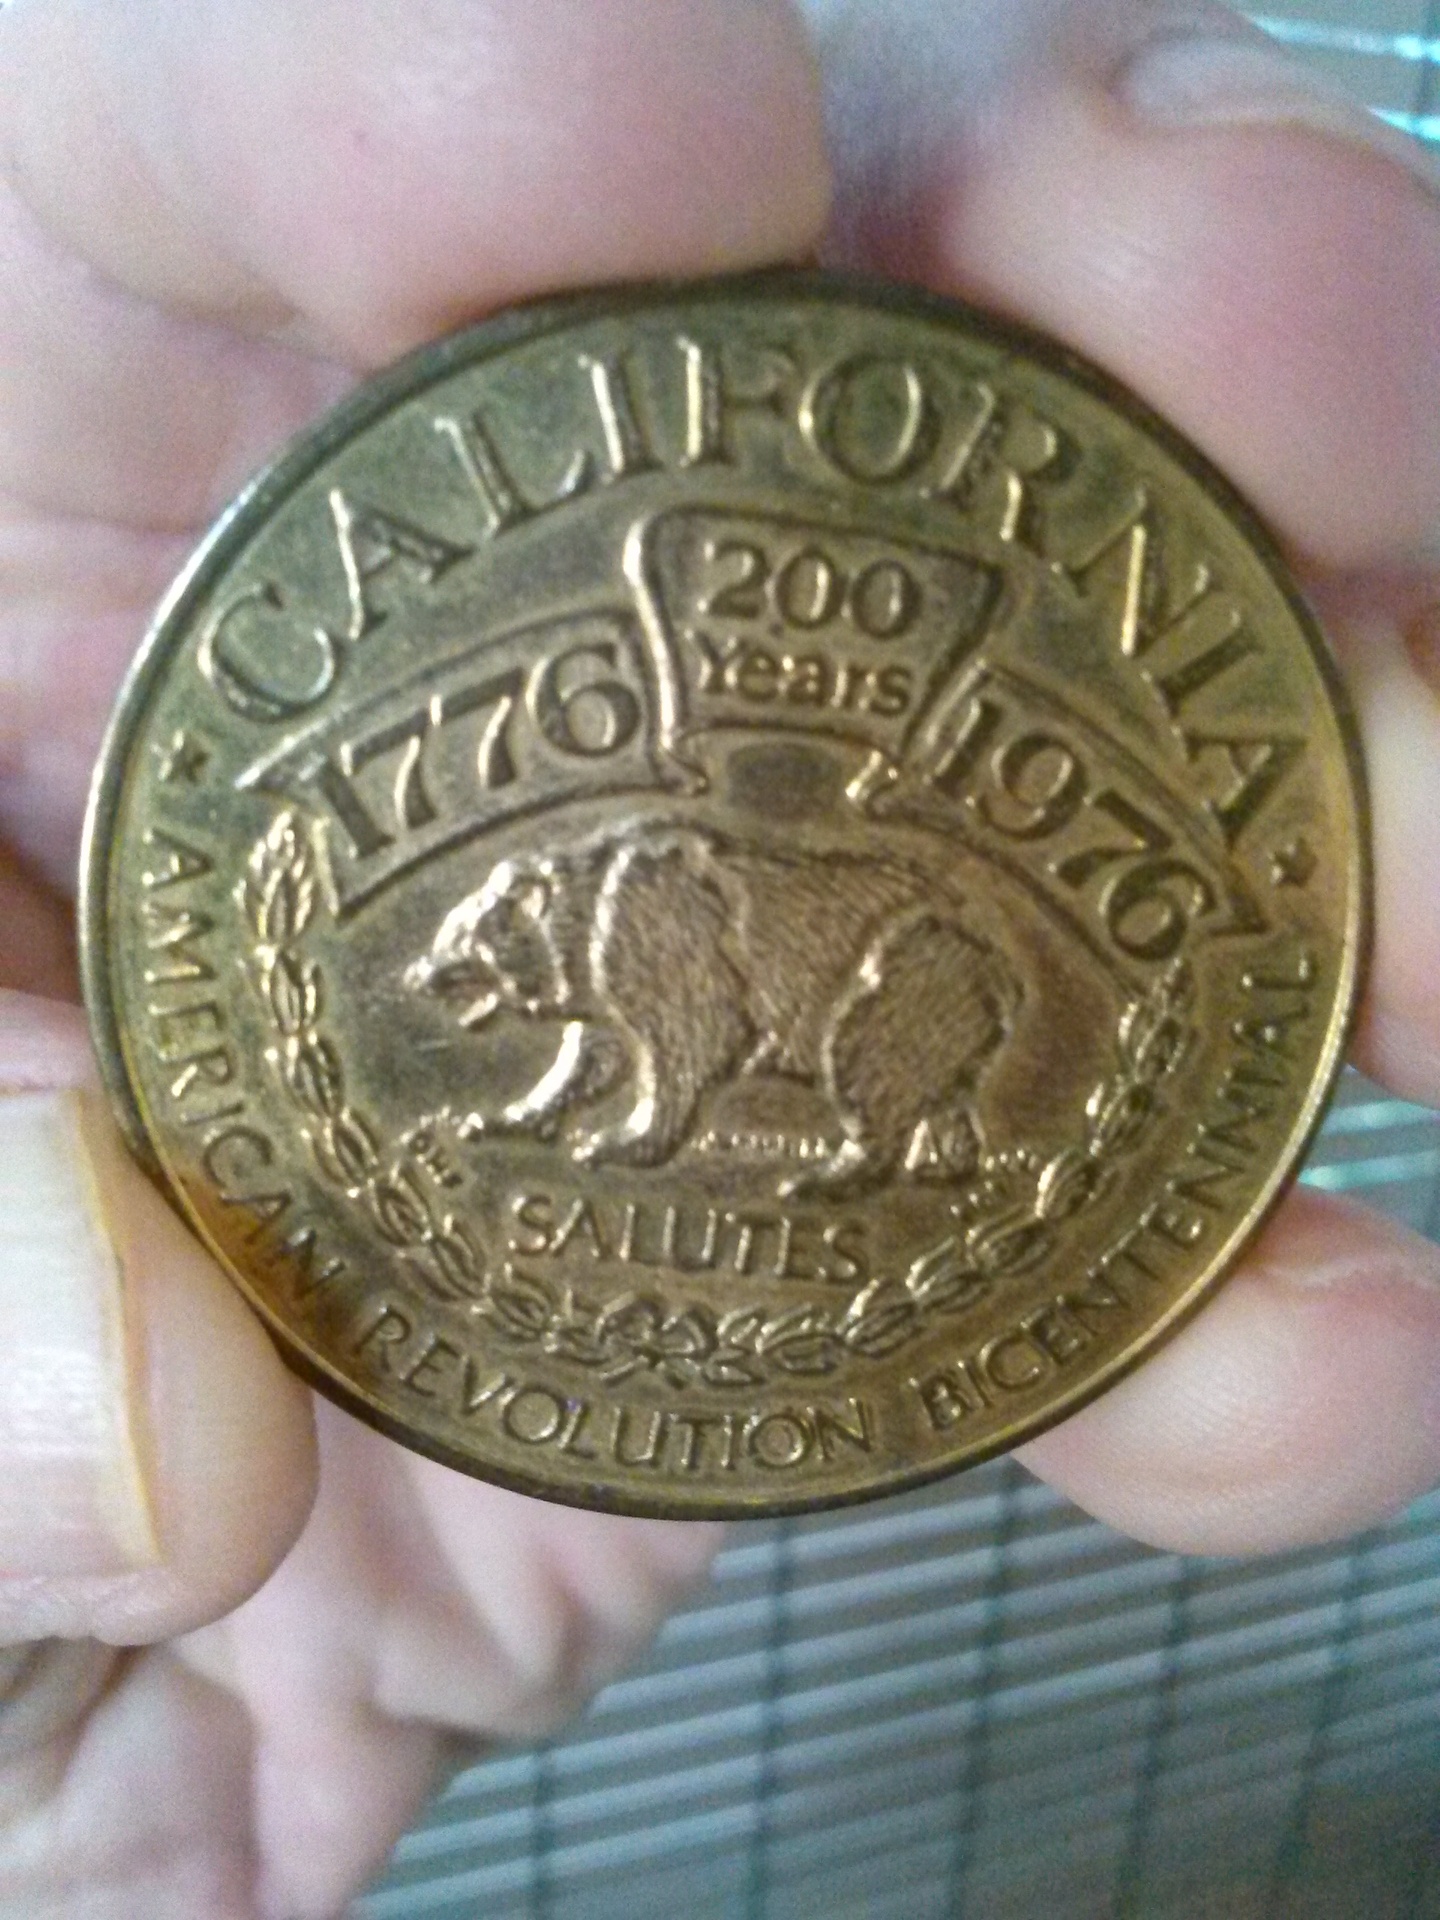 CALIFORNIA
200
Years
1776
1976
SALUTES
AMERICAN REVOLUTION BICENTENNIAL